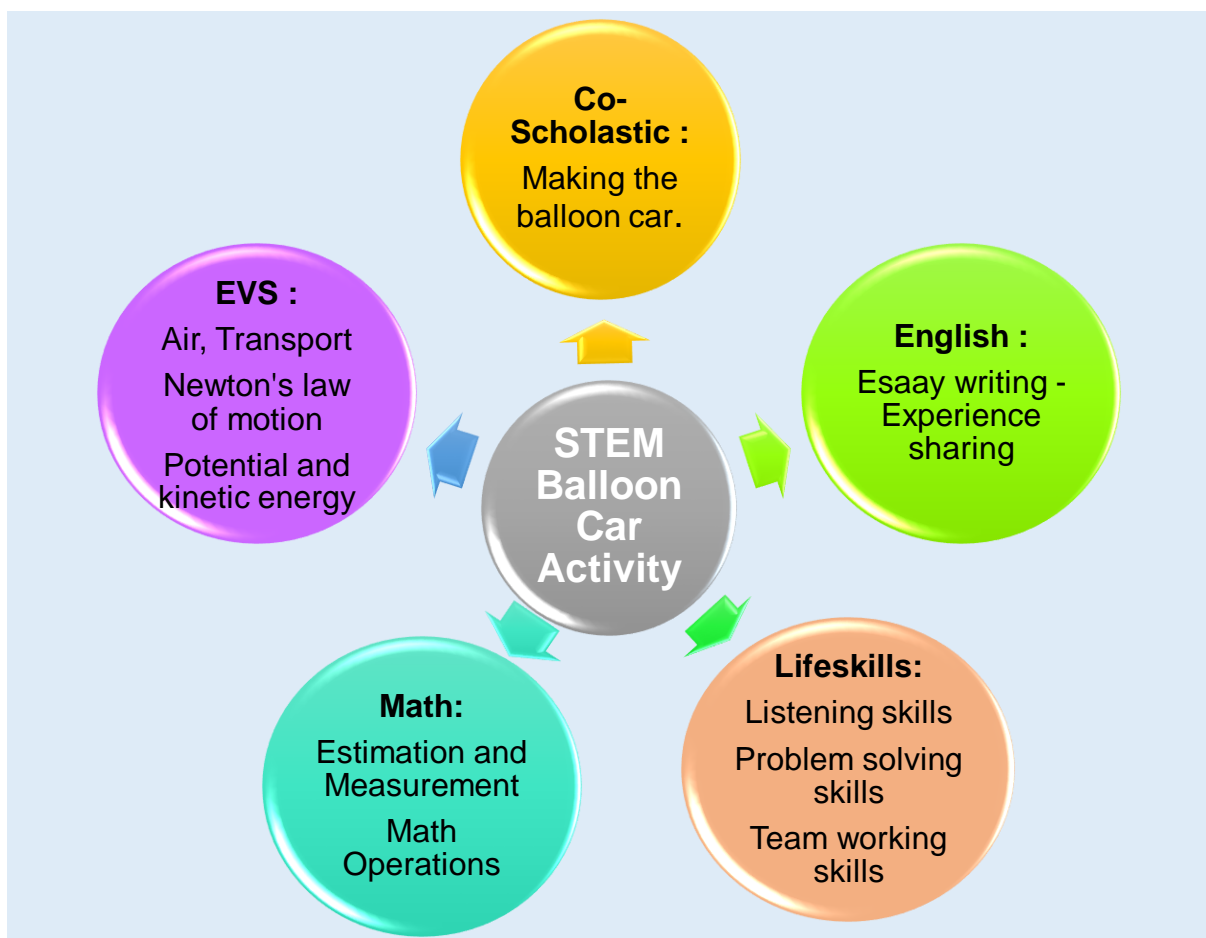 Co-
Scholastic :
Making the
balloon car.
English :
Esaay writing -
Experience
sharing
Lifeskills:
Listening skills
Problem solving
skills
Team working
skills
Math:
Estimation and
Measurement
Math
Operations
EVS :
Air, Transport
Newton's law
of motion
Potential and
kinetic energy
STEM
Balloon
Car
Activity